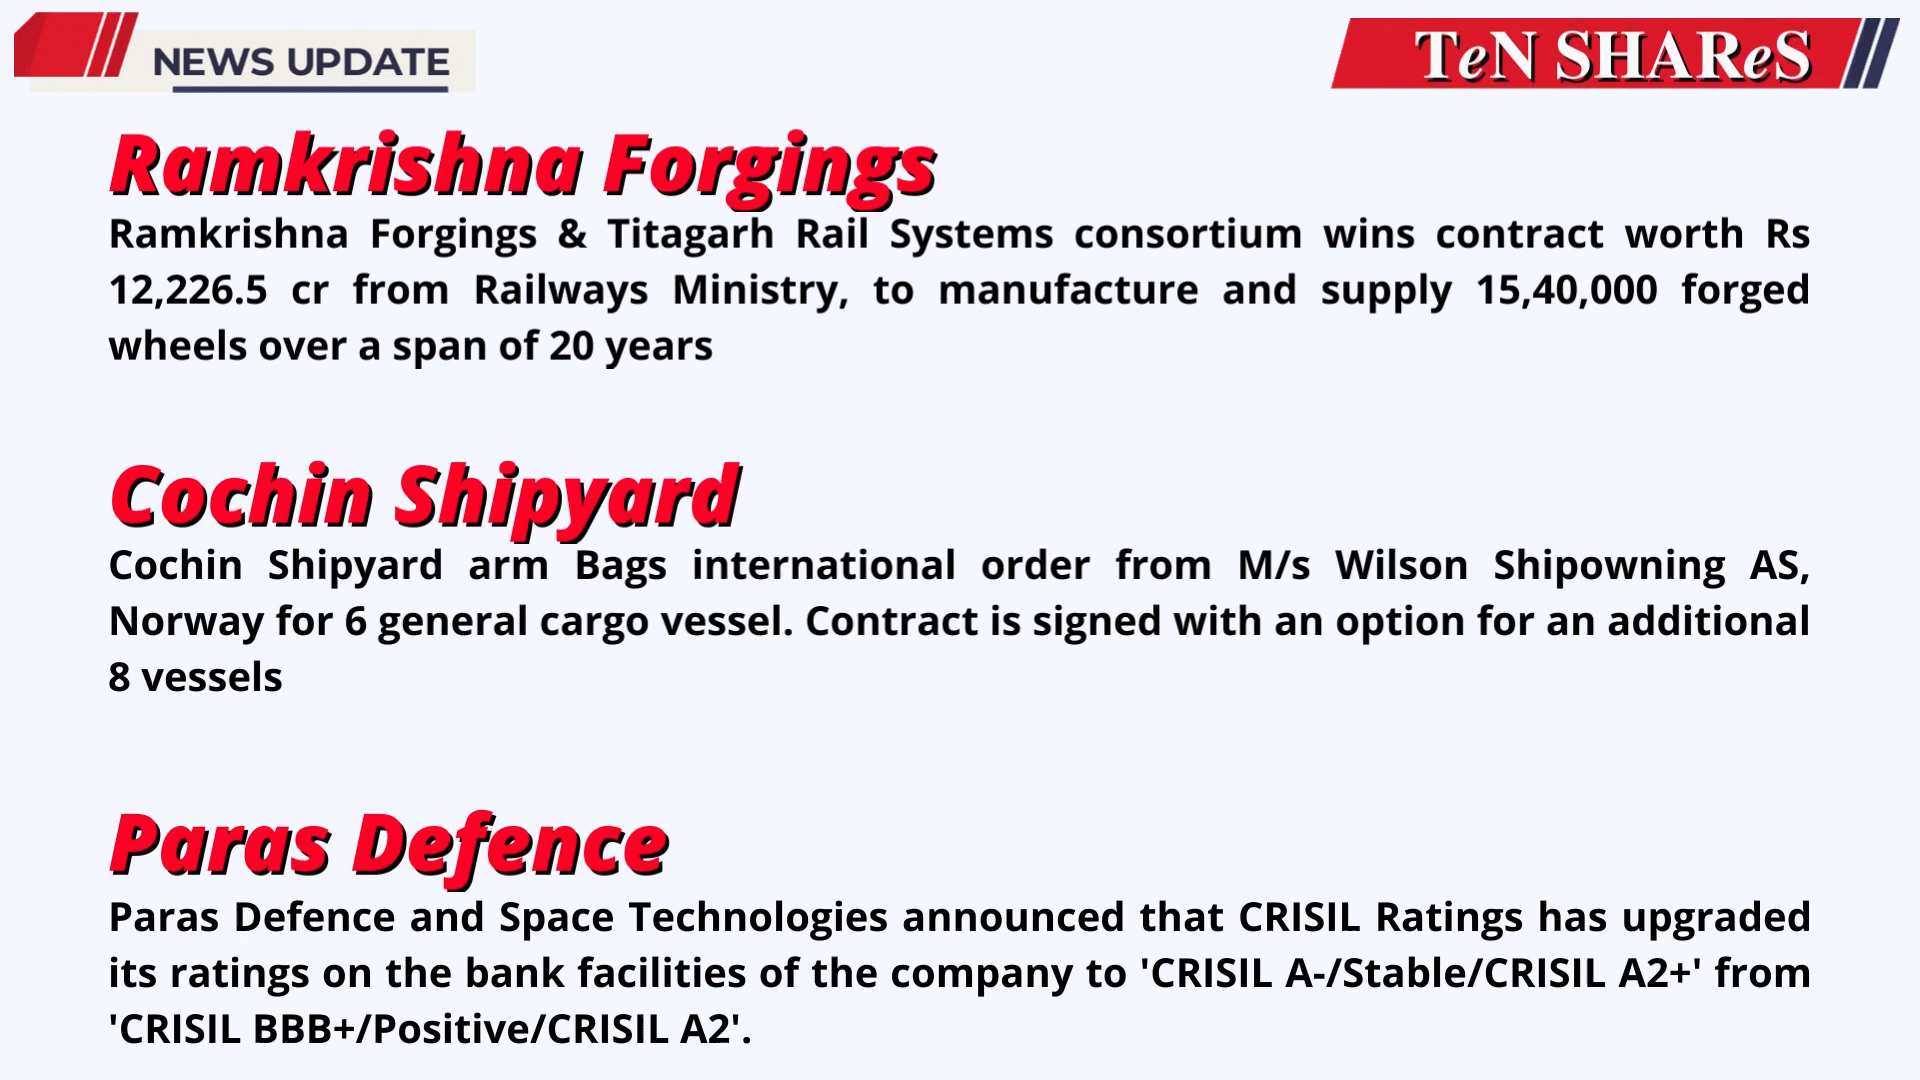 NEWS UPDATE
TeN SHAReS
Ramkrishna Forgings
Ramkrishna Forgings & Titagarh Rail Systems consortium wins contract worth Rs
12,226.5 cr from Railways Ministry, to manufacture and supply 15,40,000 forged
wheels over a span of 20 years
Cochin Shipyard
Cochin Shipyard arm Bags international order from M/s Wilson Shipowning AS,
Norway for 6 general cargo vessel. Contract is signed with an option for an additional
8 vessels
Paras Defence
Paras Defence and Space Technologies announced that CRISIL Ratings has upgraded
its ratings on the bank facilities of the company to 'CRISIL A-/Stable/CRISIL A2+' from
'CRISIL BBB+/Positive/CRISIL A2'.